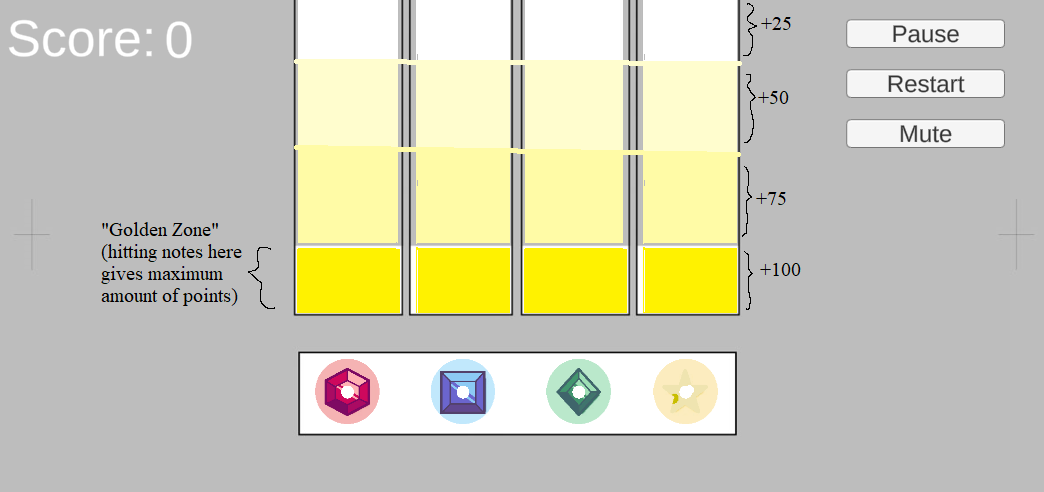 Score: 0
+25
Pause
+50
Restart
Mute
+75
"Golden Zone"
(hitting notes here
gives maximum
amount of points)
+100